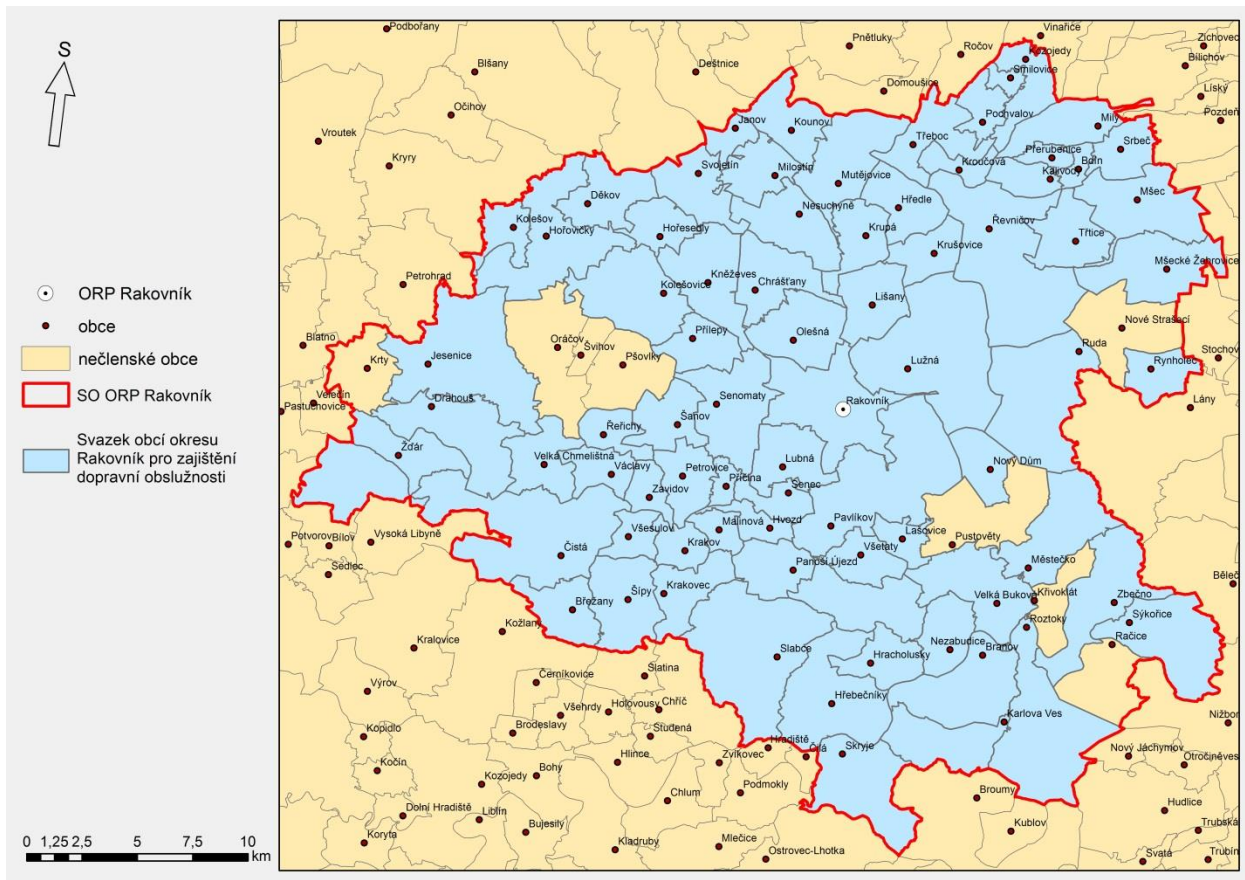 S
ORP Rakovník
obce
nečlenské obce
SO ORP Rakovník
Svazek obcí okresu
Rakovník pro zajištění
dopravní obslužnosti
0 1,25 2,5 5 7,5 10
km
Podbořany
Pnětluky
Ročov
Vinařice
Zichovec
Kozojedy
Blšany
Deštnice
Smilovice
Bílichov
Domoušice
Líský
Očihov
Pozdeň
Janov
Kounov
Podhvalov
Milý
Vroutek
Třeboc
Srbeč
Kryry
Přerubenice
Svojetín
Milostín
Mutějovice
Kroučová
Bdín
Kalivody
Mšec
Děkov
Nesuchyně
Hředle
Kolešov
Hořovičky
Hořesedly
Krupá
Řevničov
Třtice
Krušovice
Mšecké Žehrovice
Petrohrad
Kněževes
Chrášťany
Kolešovice
Lišany
Nové Strašecí
Blatno
Oráčov
Švihov
Přílepy
Olešná
Ruda
Stochov
Krty
Jesenice
Pšovlky
Lužná
Rynholec
Velečín
Pastuchovice
Drahouš
Senomaty
Rakovník
Lány
Řeřichy
Šanov
Žďár
Velká Chmelištná
Václavy
Petrovice
Příčina
Lubná
Nový Dům
Zavidov
Senec
Všesulov
Malinová
Hvozd
Pavlíkov
Lašovice
Pustověty
Potvorov
Bílov
Vysoká Libyně
Čistá
Krakov
Všetaty
Panoší Újezd
Městečko
Sedlec
Běleč
Břežany
Šípy
Krakovec
Velká Buková
Křivoklát
Zbečno
Sýkořice
Kožlany
Roztoky
Kralovice
Slabce
Hracholusky
Nezabudice
Branov
Račice
Slatina
Černíkovice
Výrov
Všehrdy
Holovousy
Chříč
Hřebečníky
Karlova Ves
Nižbor
Kopidlo
Brodeslavy
Studená
Hradiště
Čilá
Skryje
Nový Jáchymov
Otročiněves
Kočín
Kozojedy
Bohy
Hlince
Zvíkovec
Podmokly
Chlum
Broumy
Hudlice
Dolní Hradiště
Liblín
Bujesily
Kublov
Trubská
Koryta
Kladruby
Mlečice
Ostrovec-Lhotka
Svatá
Trubín